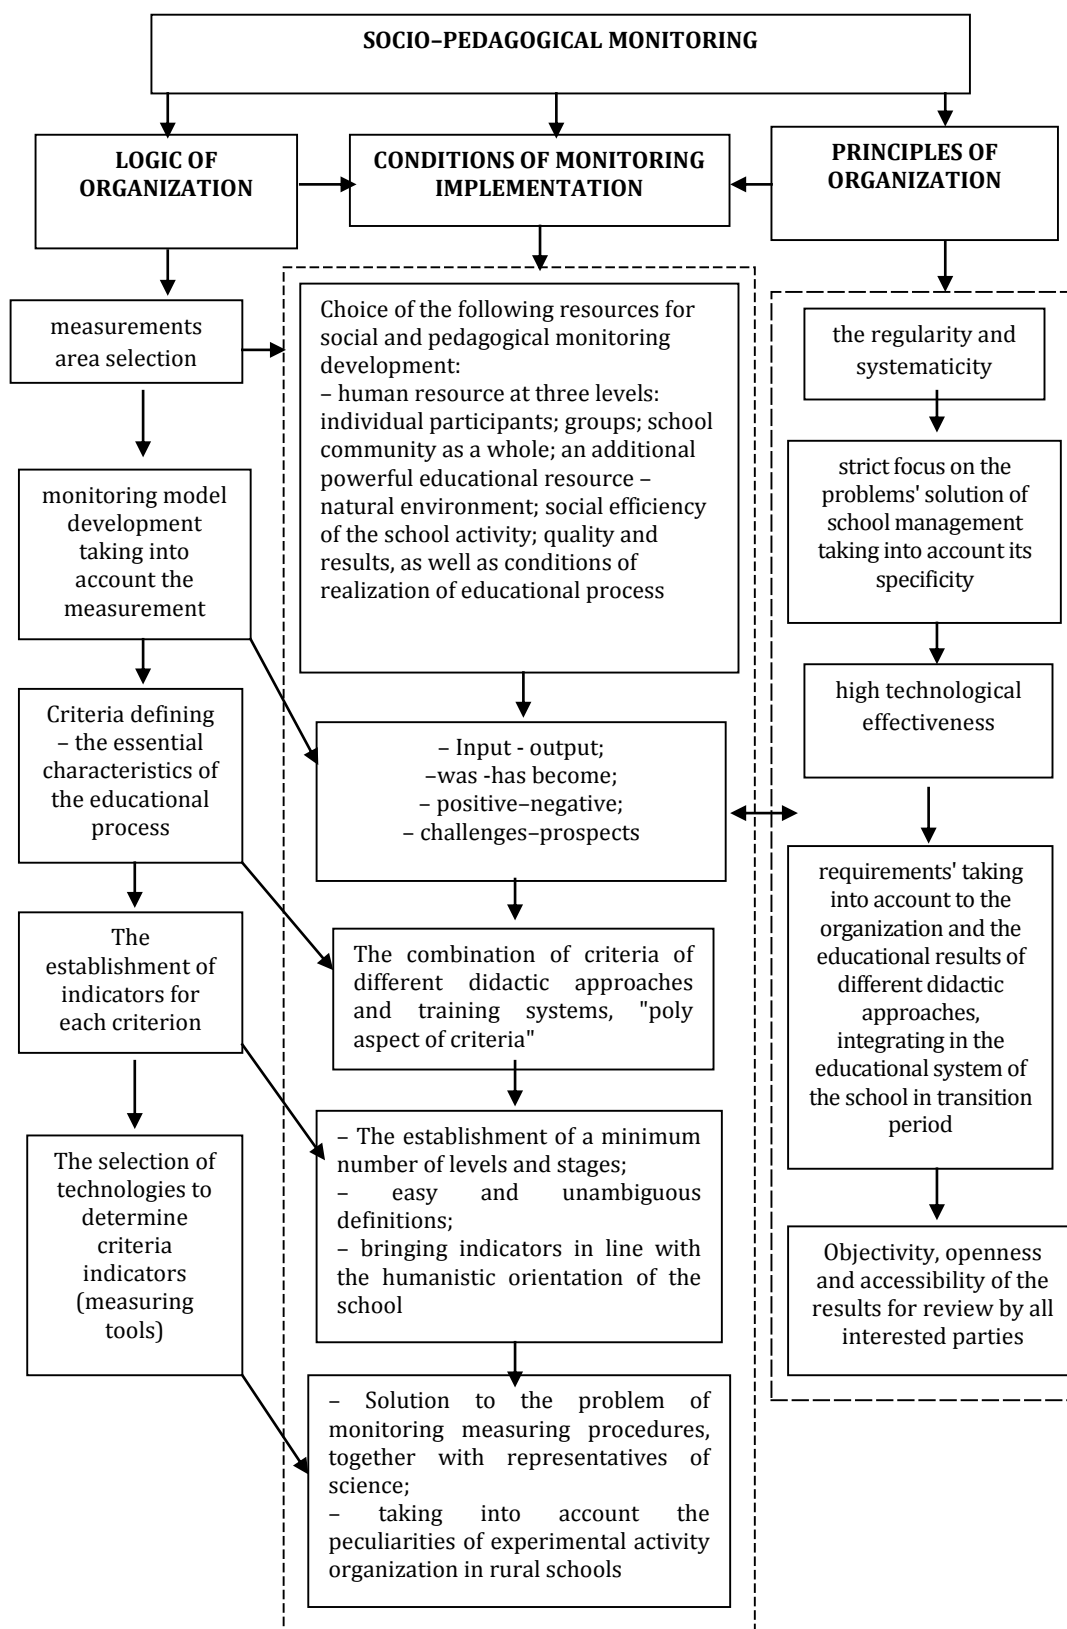 SOCIO–PEDAGOGICAL MONITORING
LOGIC OF
ORGANIZATION
CONDITIONS OF MONITORING
IMPLEMENTATION
PRINCIPLES OF
ORGANIZATION
measurements
area selection
monitoring model
development
taking into
account the
measurement
Criteria defining
– the essential
characteristics of
the educational
process
The
establishment of
indicators for
each criterion
The selection of
technologies to
determine
criteria
indicators
(measuring
tools)
Choice of the following resources for
social and pedagogical monitoring
development:
– human resource at three levels:
individual participants; groups; school
community as a whole; an additional
powerful educational resource –
natural environment; social efficiency
of the school activity; quality and
results, as well as conditions of
realization of educational process
– Input - output;
–was -has become;
– positive–negative;
– challenges–prospects
The combination of criteria of
different didactic approaches
and training systems, "poly
aspect of criteria"
– The establishment of a minimum
number of levels and stages;
– easy and unambiguous
definitions;
– bringing indicators in line with
the humanistic orientation of the
school
– Solution to the problem of
monitoring measuring procedures,
together with representatives of
science;
– taking into account the
peculiarities of experimental activity
organization in rural schools
the regularity and
systematicity
strict focus on the
problems' solution of
school management
taking into account its
specificity
high technological
effectiveness
requirements' taking
into account to the
organization and the
educational results of
different didactic
approaches,
integrating in the
educational system of
the school in transition
period
Objectivity, openness
and accessibility of the
results for review by all
interested parties